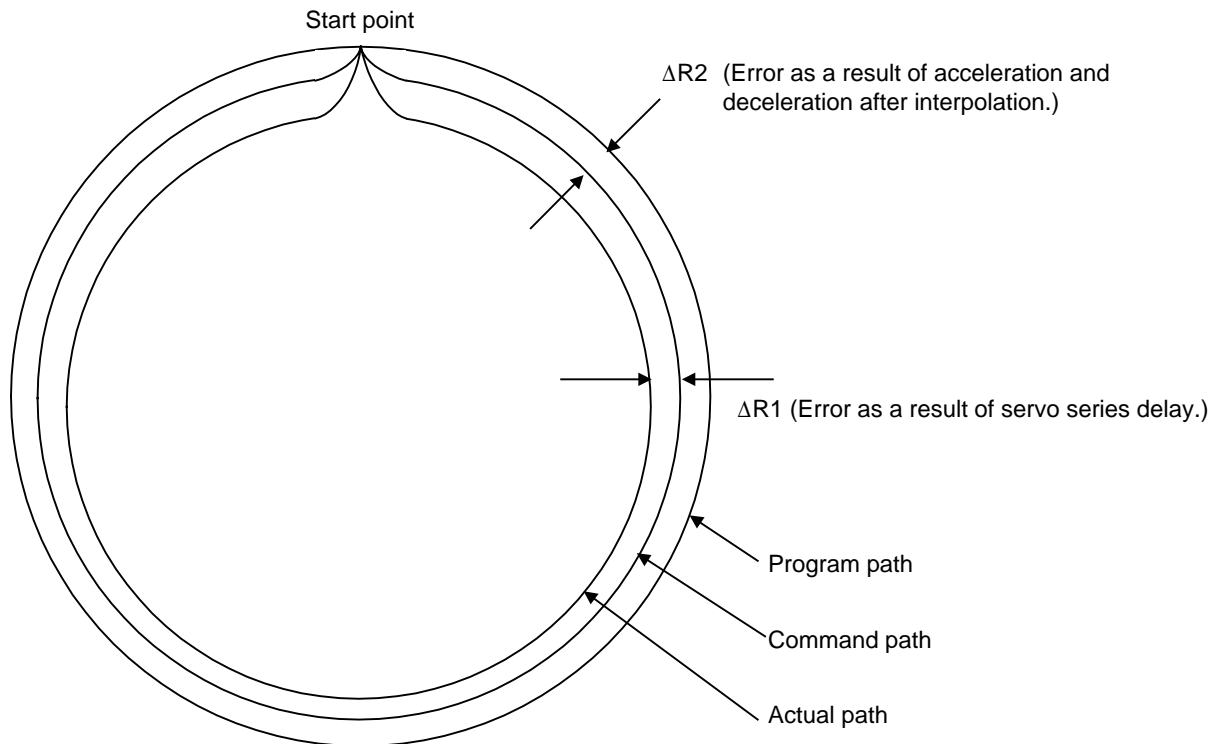 Start point
ΔR2 (Error as a result of acceleration and
deceleration after interpolation.)
ΔR1 (Error as a result of servo series delay.)
Program path
Command path
Actual path